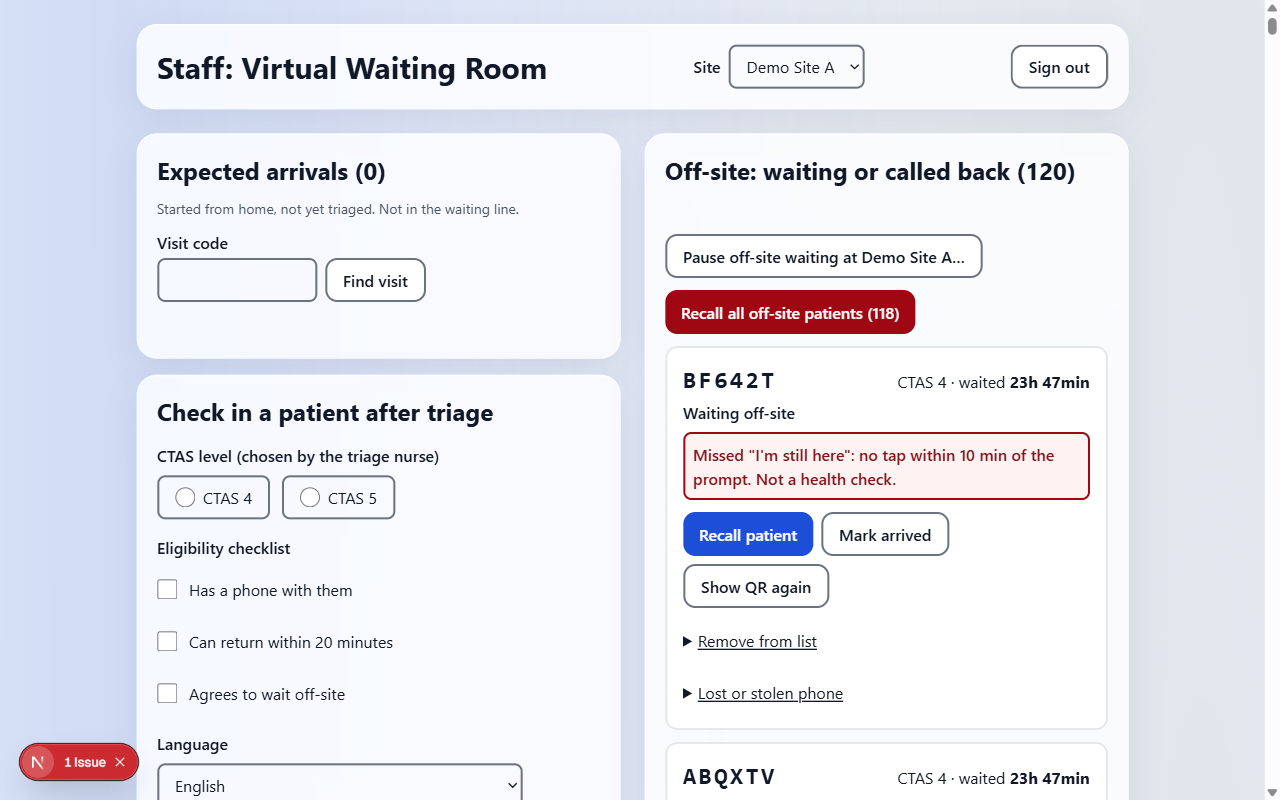 Staff: Virtual Waiting Room
Site
Demo Site A
Sign out
Expected arrivals (0)
Started from home, not yet triaged. Not in the waiting line.
Visit code
Find visit
Check in a patient after triage
CTAS level (chosen by the triage nurse)
CTAS 4
CTAS 5
Eligibility checklist
Has a phone with them
Can return within 20 minutes
Agrees to wait off-site
Language
English
Off-site: waiting or called back (120)
Pause off-site waiting at Demo Site A...
Recall all off-site patients (118)
BF642T
CTAS 4 · waited 23h 47min
Waiting off-site
Missed "I'm still here": no tap within 10 min of the
prompt. Not a health check.
Recall patient
Mark arrived
Show QR again
Remove from list
Lost or stolen phone
ABQXTV
CTAS 4 · waited 23h 47min
N
1 Issue